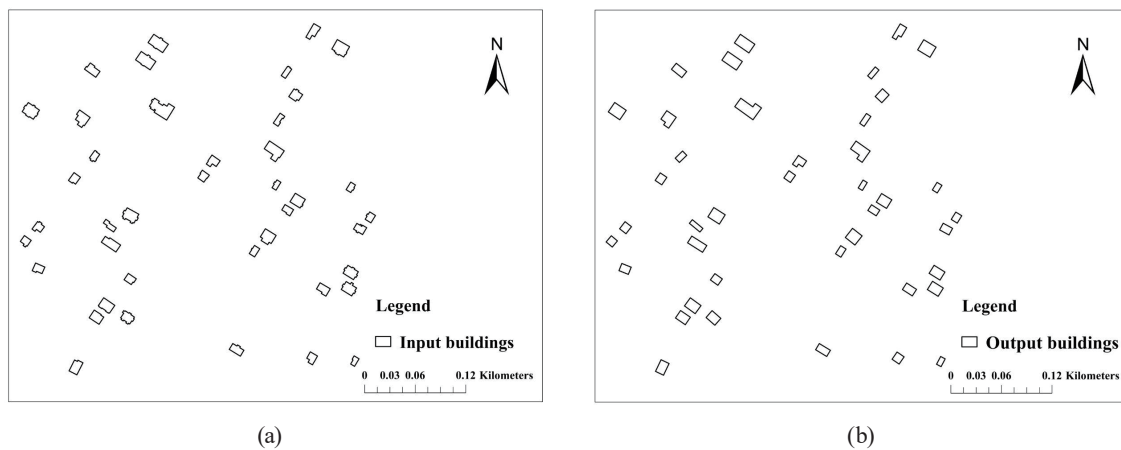 N
Legend
Input buildings
0 0.03 0.06 0.12 Kilometers
(a)
N
Legend
Output buildings
0 0.03 0.06 0.12 Kilometers
(b)